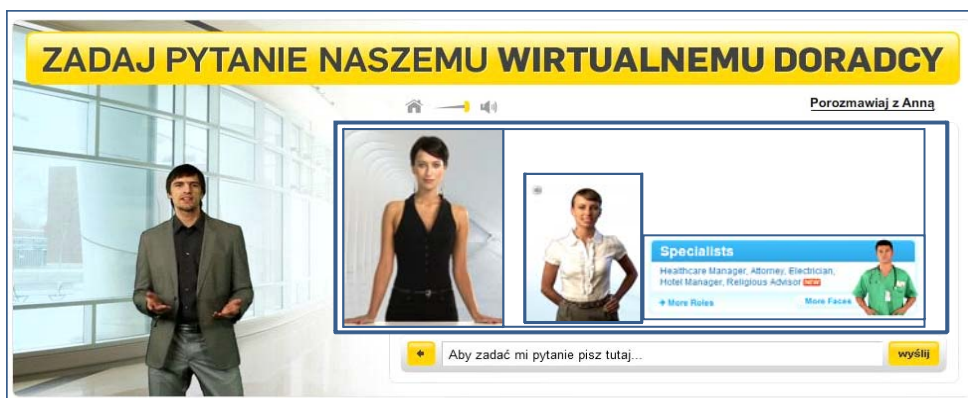 ZADAJ PYTANIE NASZEMU WIRTUALNEMU DORADCY
Porozmawiaj z Anną
Specialists
Healthcare Manager, Attorney, Electrician,
Hotel Manager, Religious Advisor NEW
More Roles
More Faces
Aby zadać mi pytanie pisz tutaj...
wyślij